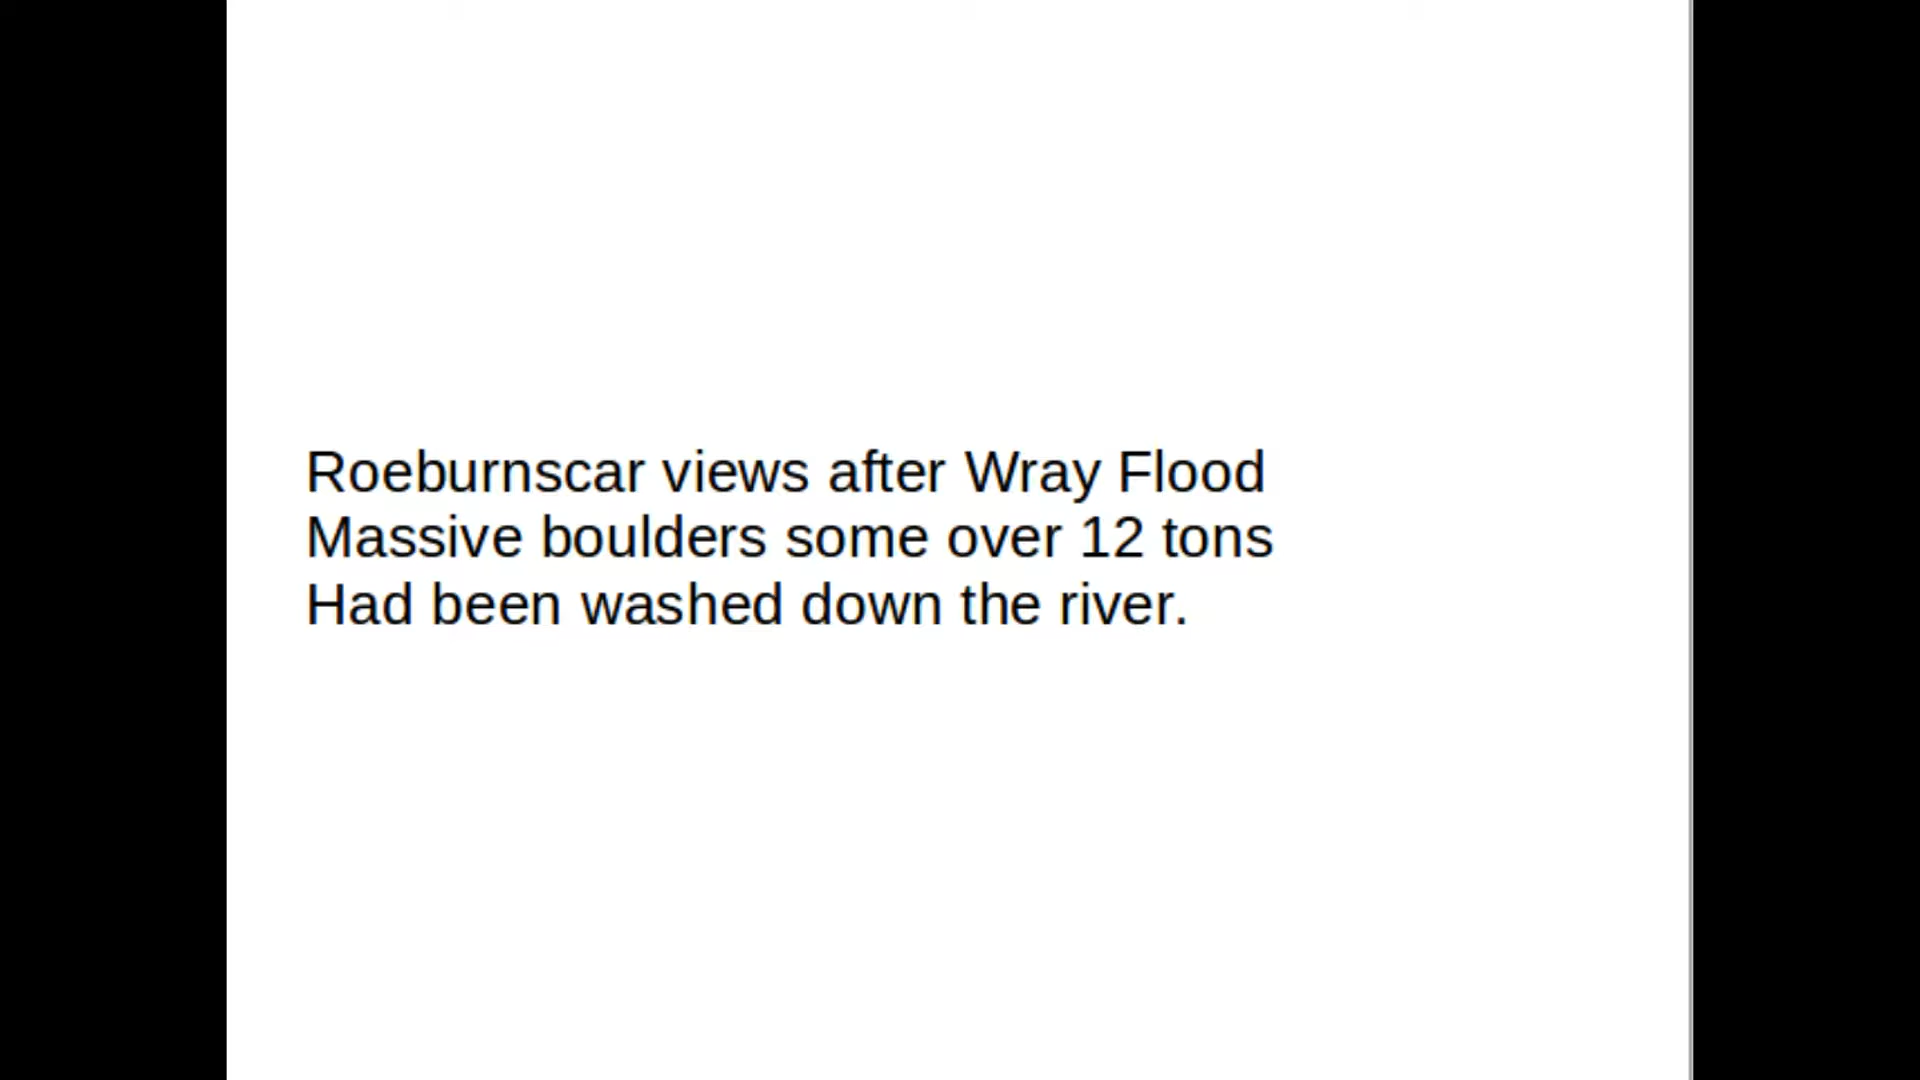 Roeburnscar views after Wray Flood
Massive boulders some over 12 tons
Had been washed down the river.